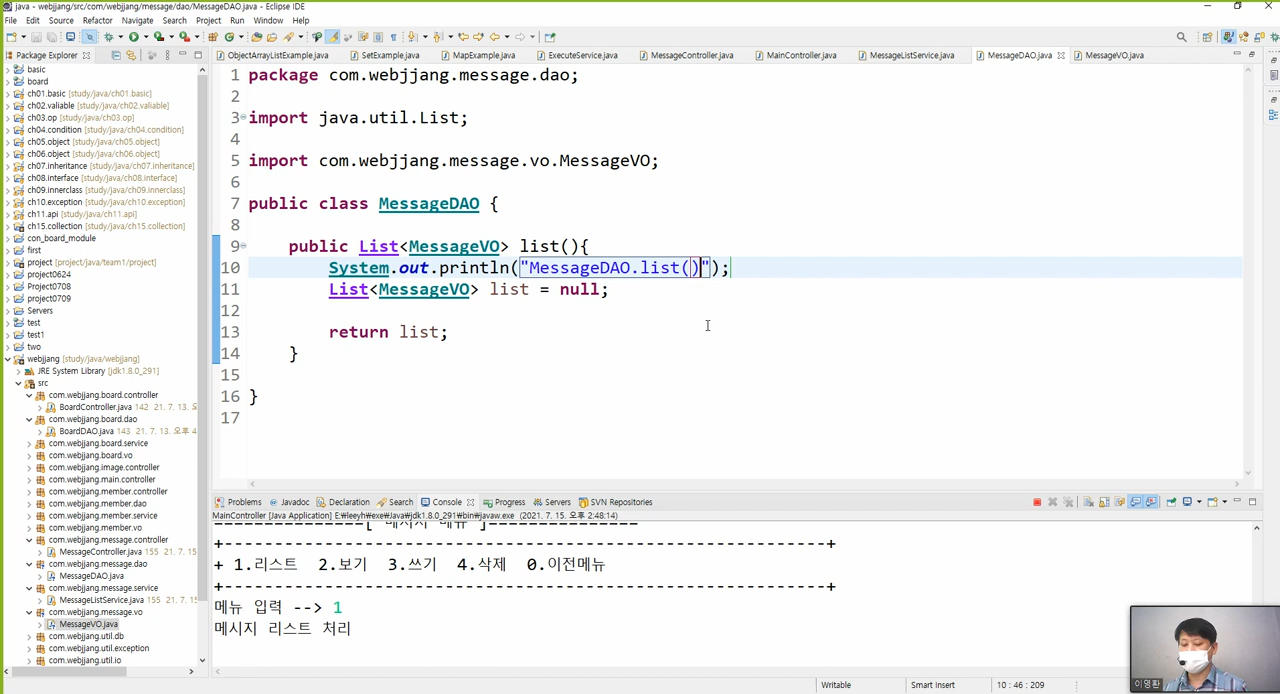 java - webjjang/src/com/webjjang/message/dao/MessageDAO.java - Eclipse IDE
File Edit Source Refactor Navigate Search Project Run Window Help
Package Explorer
ObjectArrayListExample.java SetExample.java MapExample.java ExecuteService.java MessageController.java MainController.java MessageListService.java MessageDAO.java MessageVO.java
basic
board
ch01.basic [study/java/ch01.basic]
ch02.valiable [study/java/ch02.valiable]
ch03.op [study/java/ch03.op]
ch04.condition [study/java/ch04.condition]
ch05.object [study/java/ch05.object]
ch06.object [study/java/ch06.object]
ch07.inheritance [study/java/ch07.inheritance]
ch08.interface [study/java/ch08.interface]
ch09.innerclass [study/java/ch09.innerclass]
ch10.exception [study/java/ch10.exception]
ch11.api [study/java/ch11.api]
ch15.collection [study/java/ch15.collection]
con_board_module
first
project [project/java/team1/project]
project0624
project0708
project0709
Servers
test
test1
two
webjjang [study/java/webjjang]
JRE System Library [jdk1.8.0_291]
src
com.webjjang.board.controller
BoardController.java 142 21. 7. 13. 오
com.webjjang.board.dao
BoardDAO.java 143 21. 7. 13. 오후 4
com.webjjang.board.service
com.webjjang.board.vo
com.webjjang.image.controller
com.webjjang.main.controller
com.webjjang.member.controller
com.webjjang.member.dao
com.webjjang.member.service
com.webjjang.member.vo
com.webjjang.message.controller
MessageController.java 155 21. 7. 15.
com.webjjang.message.dao
MessageDAO.java
com.webjjang.message.service
MessageListService.java 155 21. 7. 15
com.webjjang.message.vo
MessageVO.java
com.webjjang.util.db
com.webjjang.util.exception
com.webjjang.util.io
1 package com.webjjang.message.dao;
2
3 import java.util.List;
4
5 import com.webjjang.message.vo.MessageVO;
6
7 public class MessageDAO {
8
9 public List<MessageVO> list(){
10 System.out.println("MessageDAO.list()");
11 List<MessageVO> list = null;
12
13 return list;
14 }
15
16 }
17
Problems Javadoc Declaration Search Console Progress Servers SVN Repositories
MainController [Java Application] E:₩leeyh₩exe₩java₩jdk1.8.0_291₩bin₩javaw.exe (2021. 7. 15. 오후 2:48:14)
===============[ 메시지 메뉴 ]===============
+------------------------------------------------------------+
+ 1.리스트 2.보기 3.쓰기 4.삭제 0.이전메뉴
+------------------------------------------------------------+
메뉴 입력 --> 1
메시지 리스트 처리
이영환
Writable Smart Insert 10 : 46 : 209